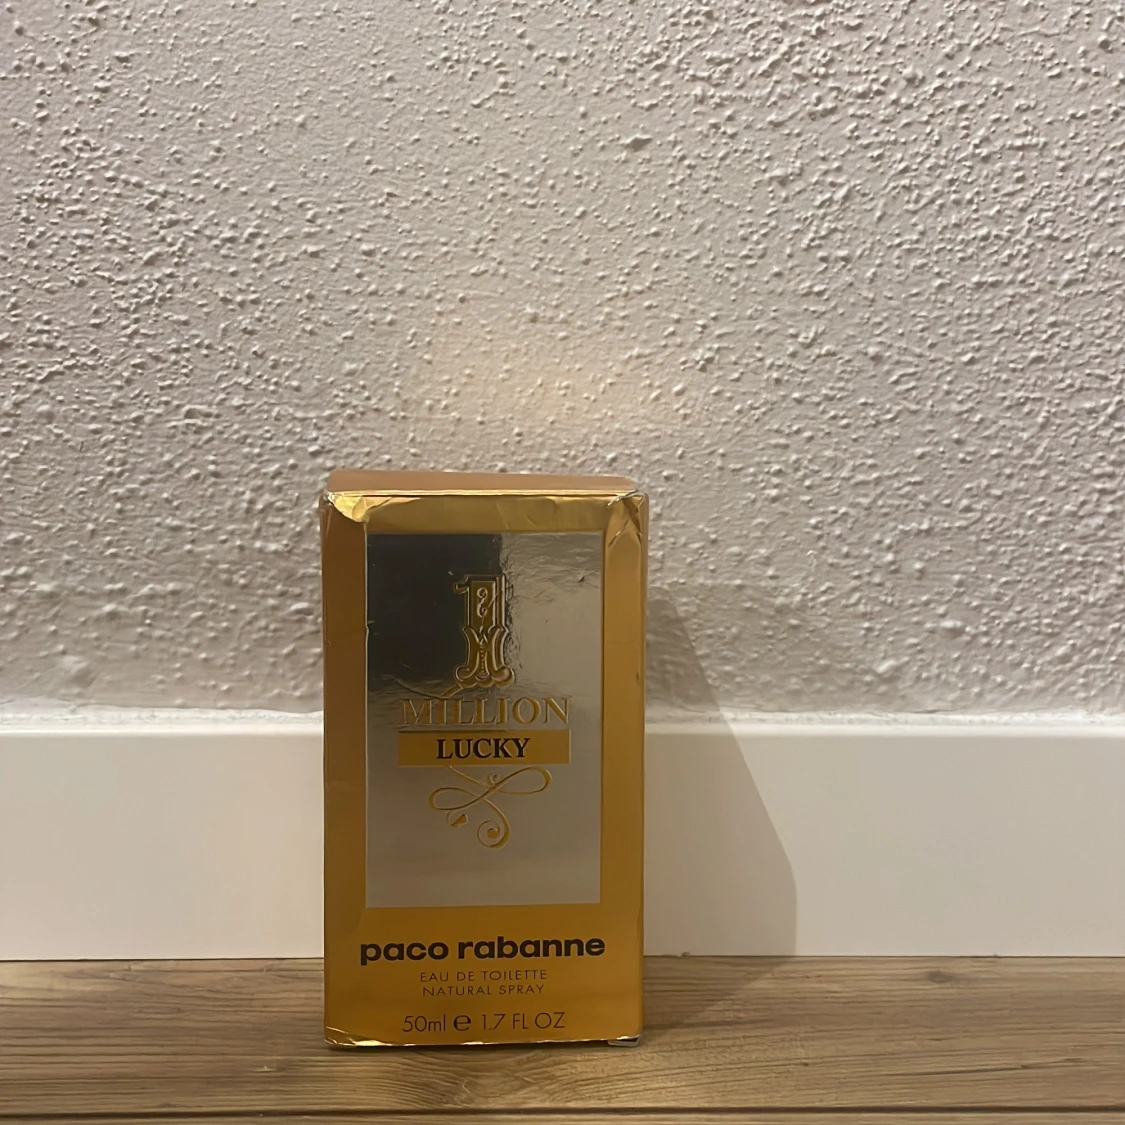 1
MILLION
LUCKY
paco rabanne
EAU DE TOILETTE
NATURAL SPRAY
50ml ℮ 1.7 FL OZ